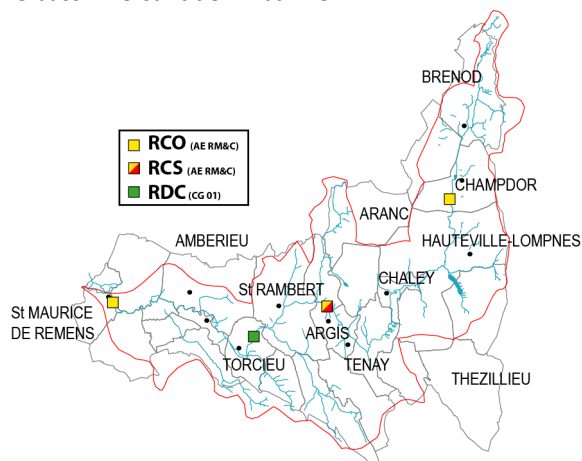 BRENOD
RCO (AE RM&C)
RCS (AE RM&C)
RDC (CG 01)
CHAMPDOR
ARANC
AMBERIEU
HAUTEVILLE-LOMPNES
CHALEY
St RAMBERT
St MAURICE
DE REMENS
ARGIS
TORCIEU
TENAY
THEZILLIEU